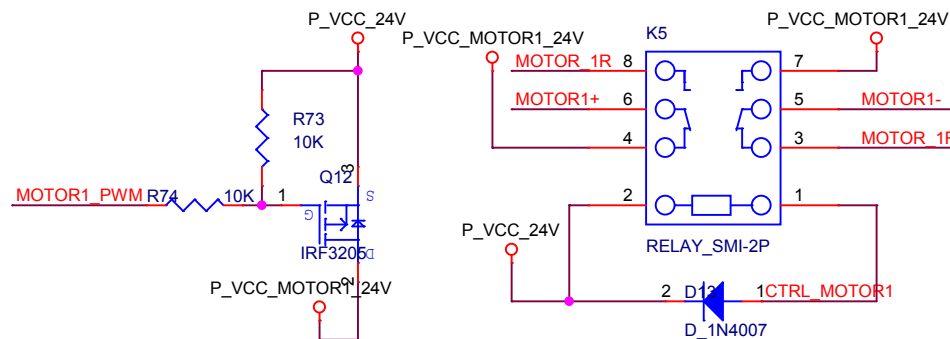 P_VCC_24V
P_VCC_MOTOR1_24V
K5
P_VCC_MOTOR1_24V
MOTOR_1R
8
7
R73
10K
MOTOR1+
6
5
MOTOR1-
4
3
MOTOR_1R
3
Q12
S
MOTOR1_PWM
R74
10K
1
G
2
1
IRF3205
D
2
RELAY_SMI-2P
P_VCC_24V
P_VCC_MOTOR1_24V
2
D13
1
CTRL_MOTOR1
D_1N4007